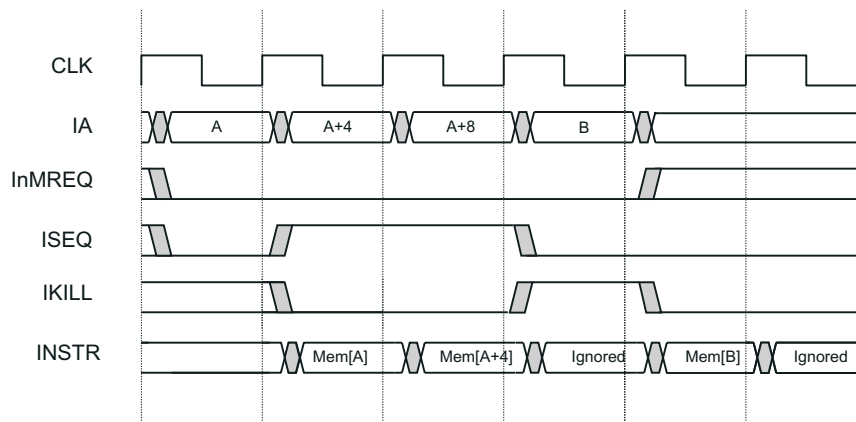 CLK
IA A A+4 A+8 B
InMREQ
ISEQ
IKILL
INSTR Mem[A] Mem[A+4] Ignored Mem[B] Ignored